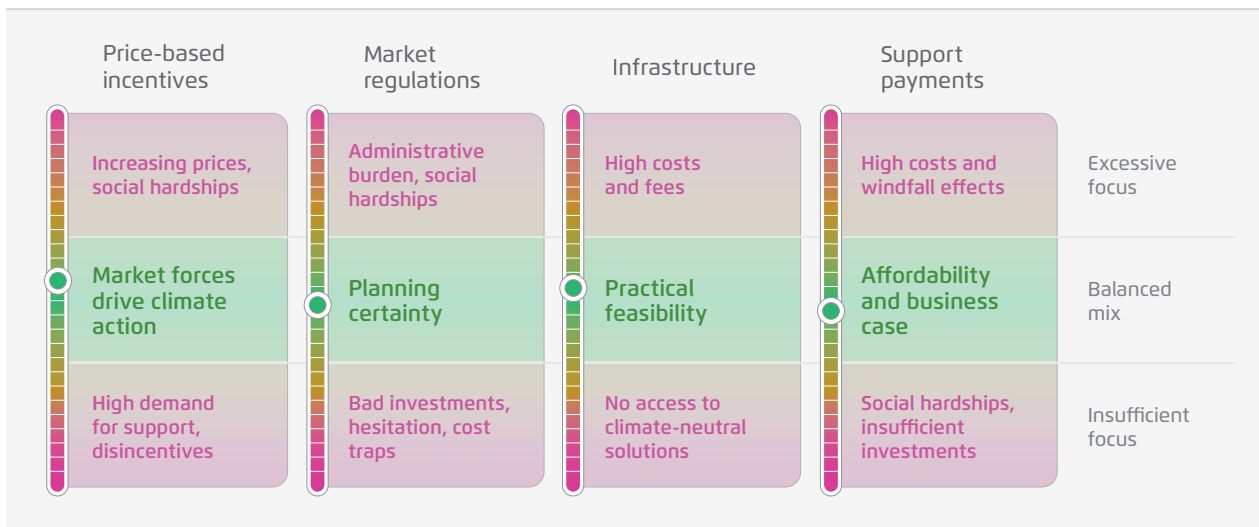 Price-based
incentives
Market
regulations
Infrastructure
Support
payments
Increasing prices,
social hardships
Administrative
burden, social
hardships
High costs
and fees
High costs and
windfall effects
Excessive
focus
Market forces
drive climate
action
Planning
certainty
Practical
feasibility
Affordability
and business
case
Balanced
mix
High demand
for support,
disincentives
Bad investments,
hesitation, cost
traps
No access to
climate-neutral
solutions
Social hardships,
insufficient
investments
Insufficient
focus